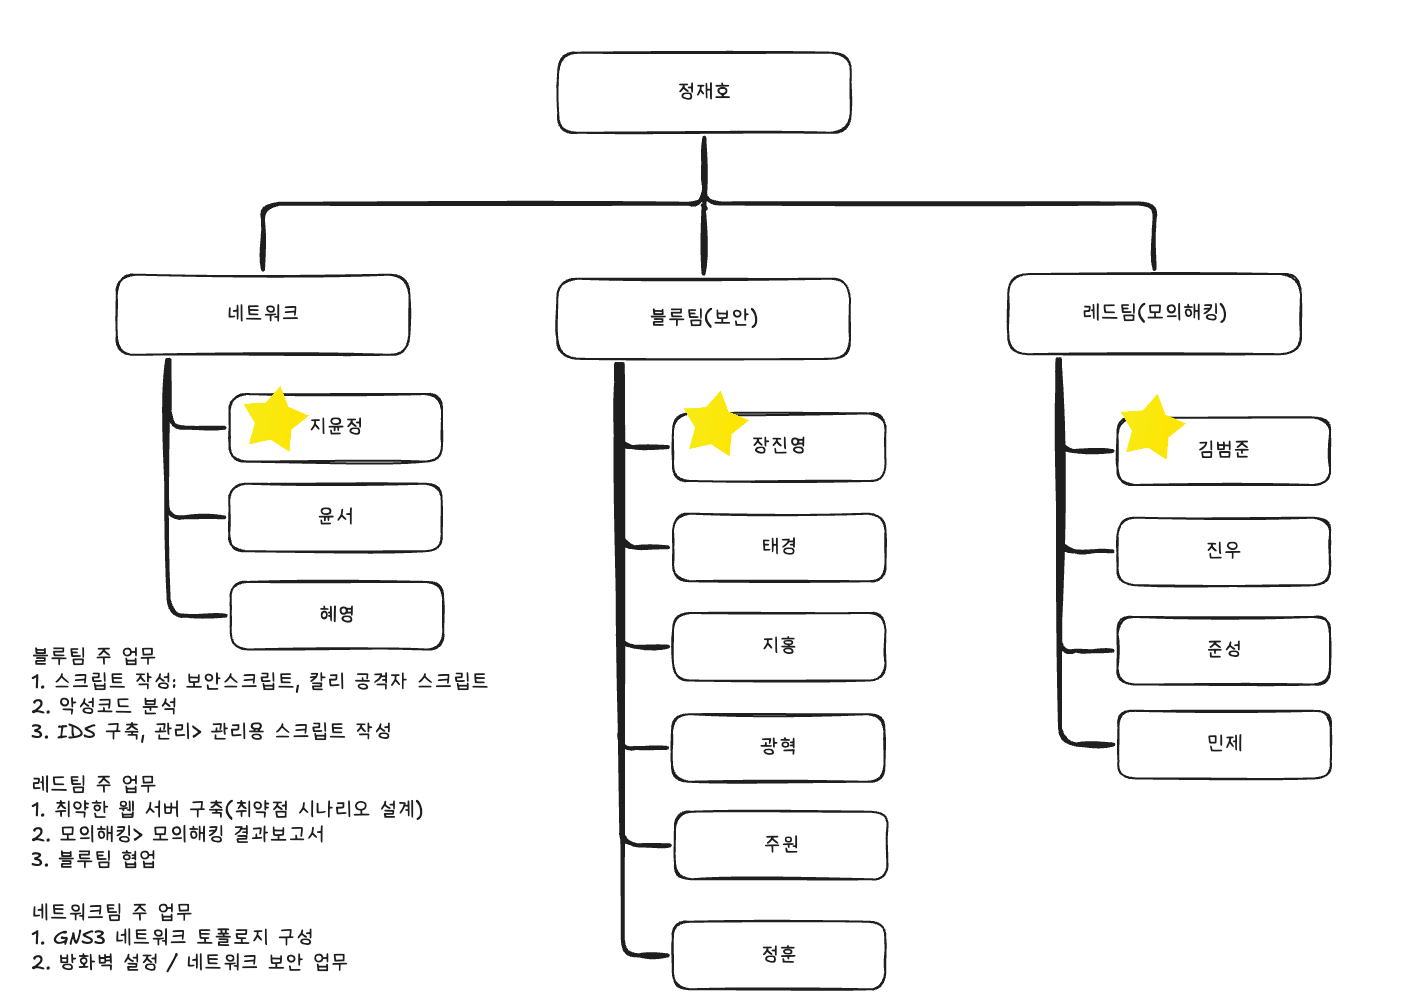 정재호
네트워크
블루팀(보안)
레드팀(모의해킹)
지윤정
윤서
혜영
장진영
태경
지홍
광혁
주원
정훈
김범준
진우
준성
민제
블루팀 주 업무
1. 스크립트 작성: 보안스크립트, 칼리 공격자 스크립트
2. 악성코드 분석
3. IDS 구축, 관리> 관리용 스크립트 작성
레드팀 주 업무
1. 취약한 웹 서버 구축(취약점 시나리오 설계)
2. 모의해킹> 모의해킹 결과보고서
3. 블루팀 협업
네트워크팀 주 업무
1. GNS3 네트워크 토폴로지 구성
2. 방화벽 설정 / 네트워크 보안 업무